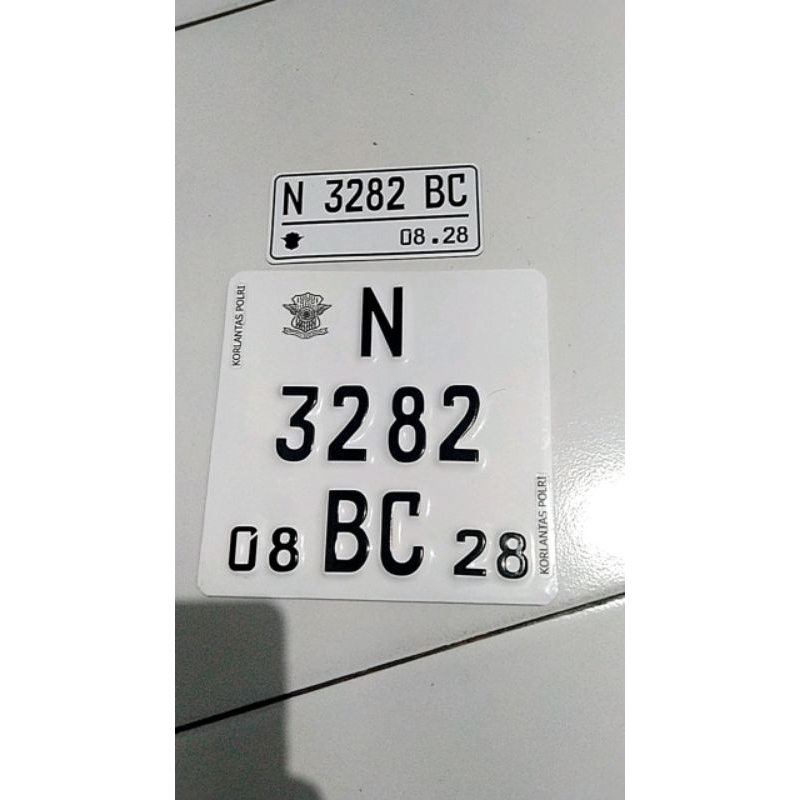 N 3282 BC
08.28
KORLANTAS POLRI
N
3282
BC
08 28
KORLANTAS POLRI